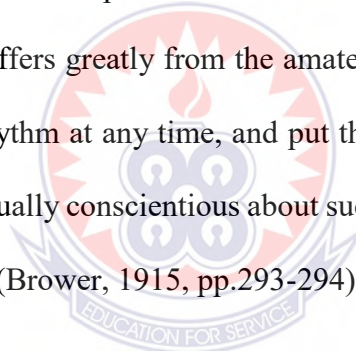 ffers greatly from the amate
ythm at any time, and put th
ually conscientious about suc
(Brower, 1915, pp.293-294)
EDUCATION FOR SERVICE